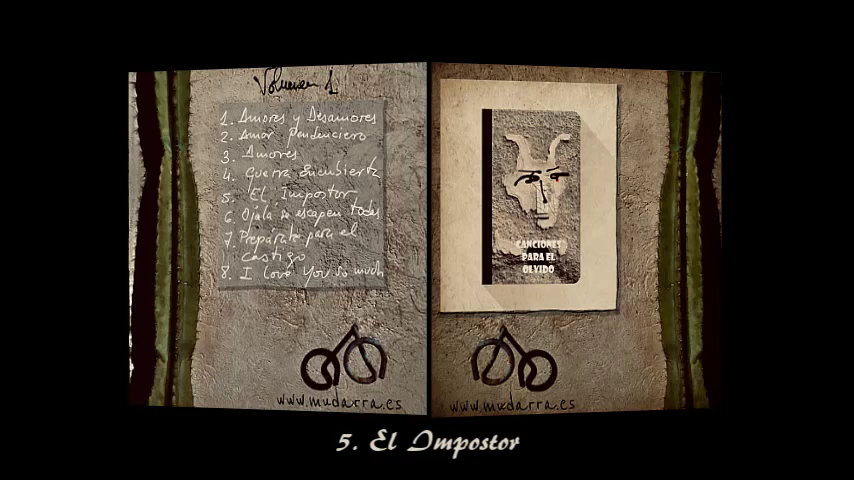 Volumen 1
1. Amores y Desamores
2. Amor pendenciero
3. Amores
4. Guerra Encubierta
5. El Impostor
6. Ojala se escapen todos
7. Prepárate para el
castigo
8. I love you so much
www.mudarra.es
CANCIONES
PARA EL
OLVIDO
www.mudarra.es
5. El Impostor